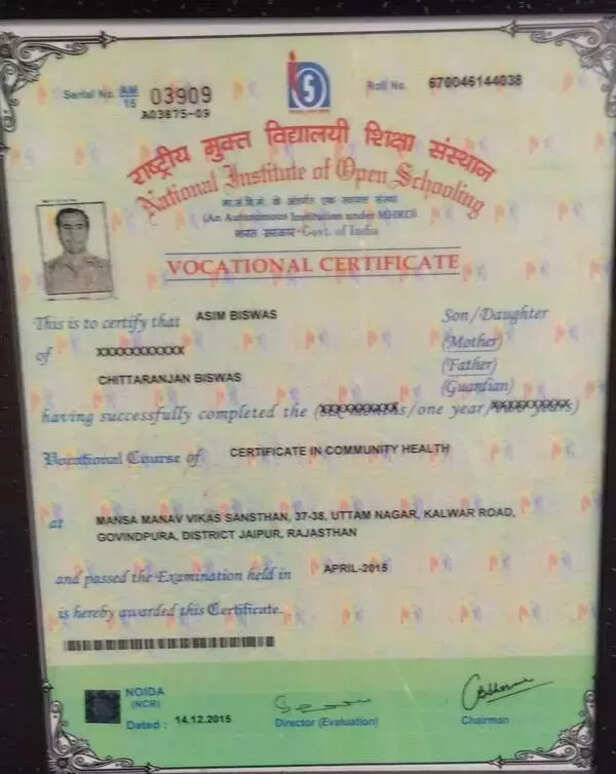 Serial No. AM 15 03909
A03875-09
Roll No. 670046144038
राष्ट्रीय मुक्त विद्यालयी शिक्षा संस्थान
National Institute of Open Schooling
(An Autonomous Institution under MHRD)
भारत सरकार - Govt. of India
VOCATIONAL CERTIFICATE
This is to certify that ASIM BISWAS Son/Daughter
of XXXXXXXXXXX (Mother)
(Father)
CHITTARANJAN BISWAS
(Guardian)
having successfully completed the /one year/
Vocational Course of CERTIFICATE IN COMMUNITY HEALTH
at MANSA MANAV VIKAS SANSTHAN, 37-38, UTTAM NAGAR, KALWAR ROAD,
GOVINDPURA, DISTRICT JAIPUR, RAJASTHAN
and passed the Examination held in APRIL-2015
is hereby awarded this Certificate.
NOIDA
(NCR)
Dated : 14.12.2015
Director (Evaluation)
Chairman